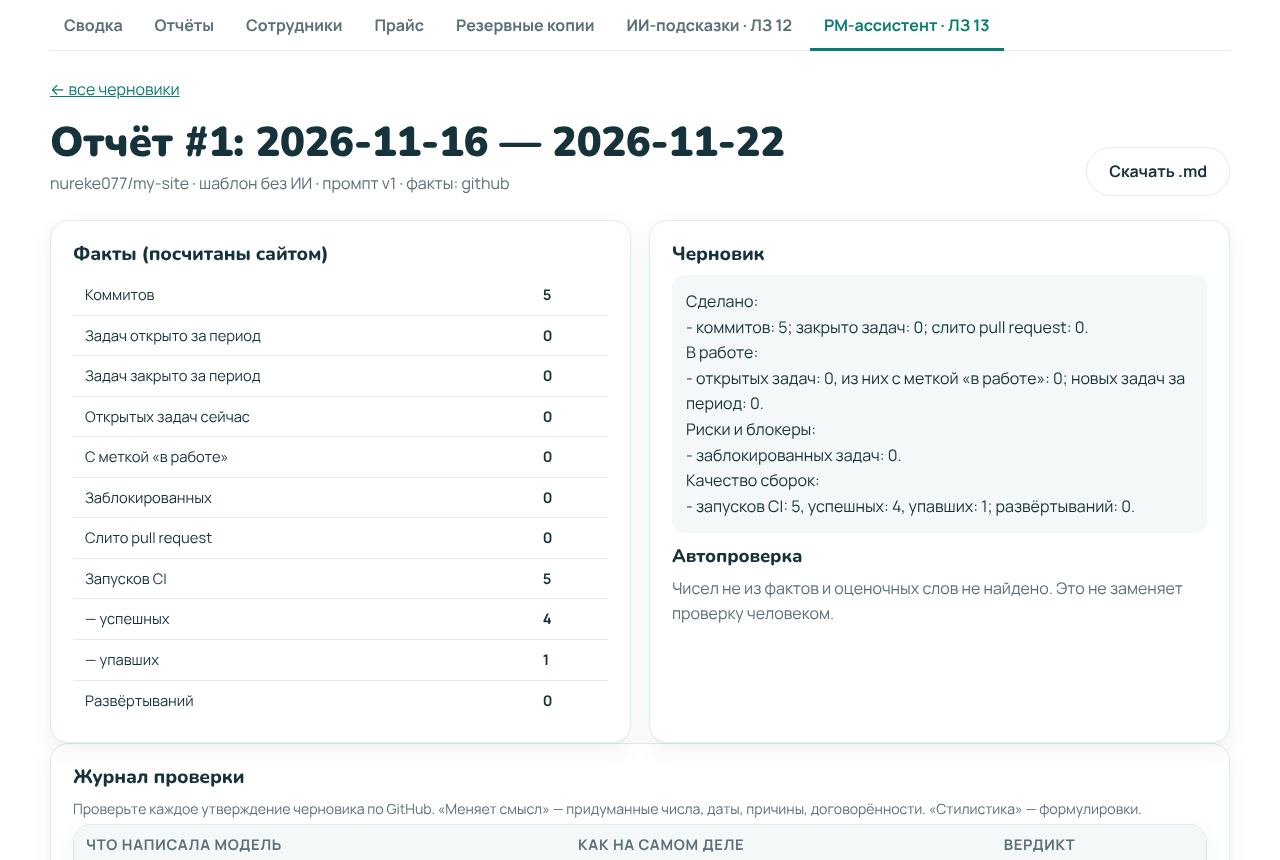 Сводка Отчёты Сотрудники Прайс Резервные копии ИИ-подсказки · ЛЗ 12 PM-ассистент · ЛЗ 13
← все черновики
Отчёт #1: 2026-11-16 — 2026-11-22
nureke077/my-site · шаблон без ИИ · промпт v1 · факты: github
Скачать .md
Факты (посчитаны сайтом)
Коммитов 5
Задач открыто за период 0
Задач закрыто за период 0
Открытых задач сейчас 0
С меткой «в работе» 0
Заблокированных 0
Слито pull request 0
Запусков CI 5
— успешных 4
— упавших 1
Развёртываний 0
Черновик
Сделано:
- коммитов: 5; закрыто задач: 0; слито pull request: 0.
В работе:
- открытых задач: 0, из них с меткой «в работе»: 0; новых задач за
период: 0.
Риски и блокеры:
- заблокированных задач: 0.
Качество сборок:
- запусков CI: 5, успешных: 4, упавших: 1; развёртываний: 0.
Автопроверка
Чисел не из фактов и оценочных слов не найдено. Это не заменяет
проверку человеком.
Журнал проверки
Проверьте каждое утверждение черновика по GitHub. «Меняет смысл» — придуманные числа, даты, причины, договорённости. «Стилистика» — формулировки.
ЧТО НАПИСАЛА МОДЕЛЬ КАК НА САМОМ ДЕЛЕ ВЕРДИКТ